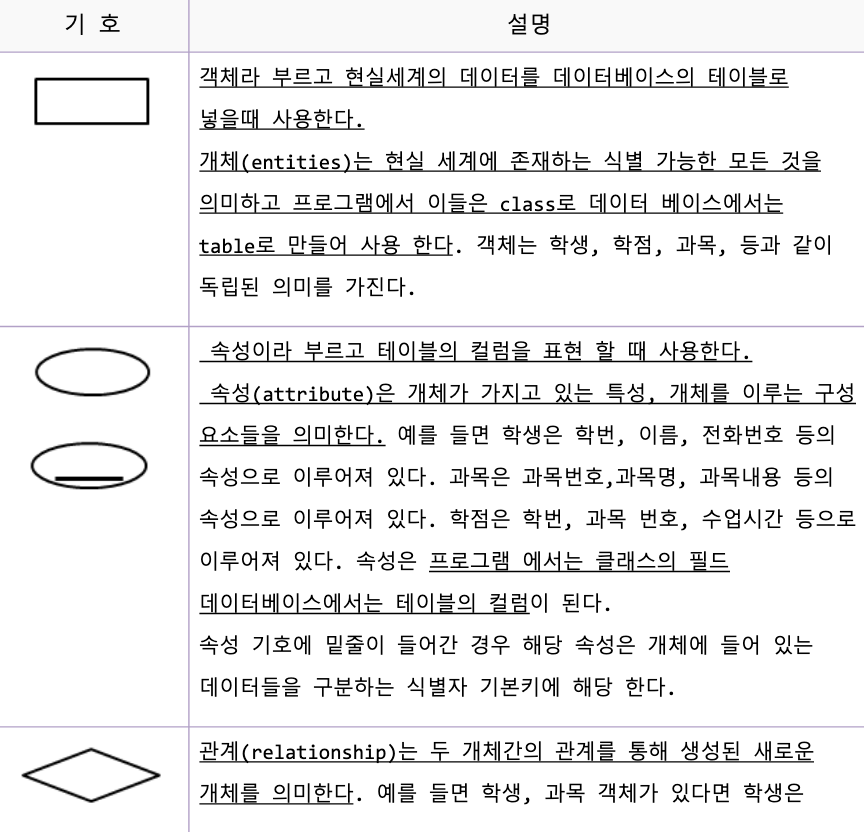 기 호
설명
객체라 부르고 현실세계의 데이터를 데이터베이스의 테이블로
넣을때 사용한다.
개체(entities)는 현실 세계에 존재하는 식별 가능한 모든 것을
의미하고 프로그램에서 이들은 class로 데이터 베이스에서는
table로 만들어 사용 한다. 객체는 학생, 학점, 과목, 등과 같이
독립된 의미를 가진다.
속성이라 부르고 테이블의 컬럼을 표현 할 때 사용한다.
속성(attribute)은 개체가 가지고 있는 특성, 개체를 이루는 구성
요소들을 의미한다. 예를 들면 학생은 학번, 이름, 전화번호 등의
속성으로 이루어져 있다. 과목은 과목번호,과목명, 과목내용 등의
속성으로 이루어져 있다. 학점은 학번, 과목 번호, 수업시간 등으로
이루어져 있다. 속성은 프로그램 에서는 클래스의 필드
데이터베이스에서는 테이블의 컬럼이 된다.
속성 기호에 밑줄이 들어간 경우 해당 속성은 개체에 들어 있는
데이터들을 구분하는 식별자 기본키에 해당 한다.
관계(relationship)는 두 개체간의 관계를 통해 생성된 새로운
개체를 의미한다. 예를 들면 학생, 과목 객체가 있다면 학생은